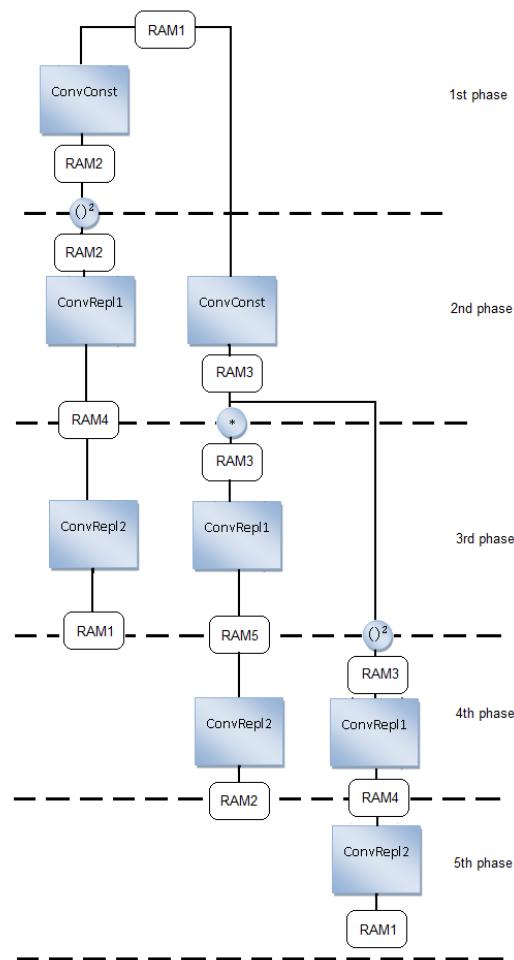 RAM1
ConvConst
1st phase
RAM2
()²
RAM2
ConvRepl1
ConvConst
2nd phase
RAM3
RAM4
*
RAM3
ConvRepl2
ConvRepl1
3rd phase
RAM1
RAM5
()²
RAM3
ConvRepl2
ConvRepl1
4th phase
RAM2
RAM4
ConvRepl2
5th phase
RAM1